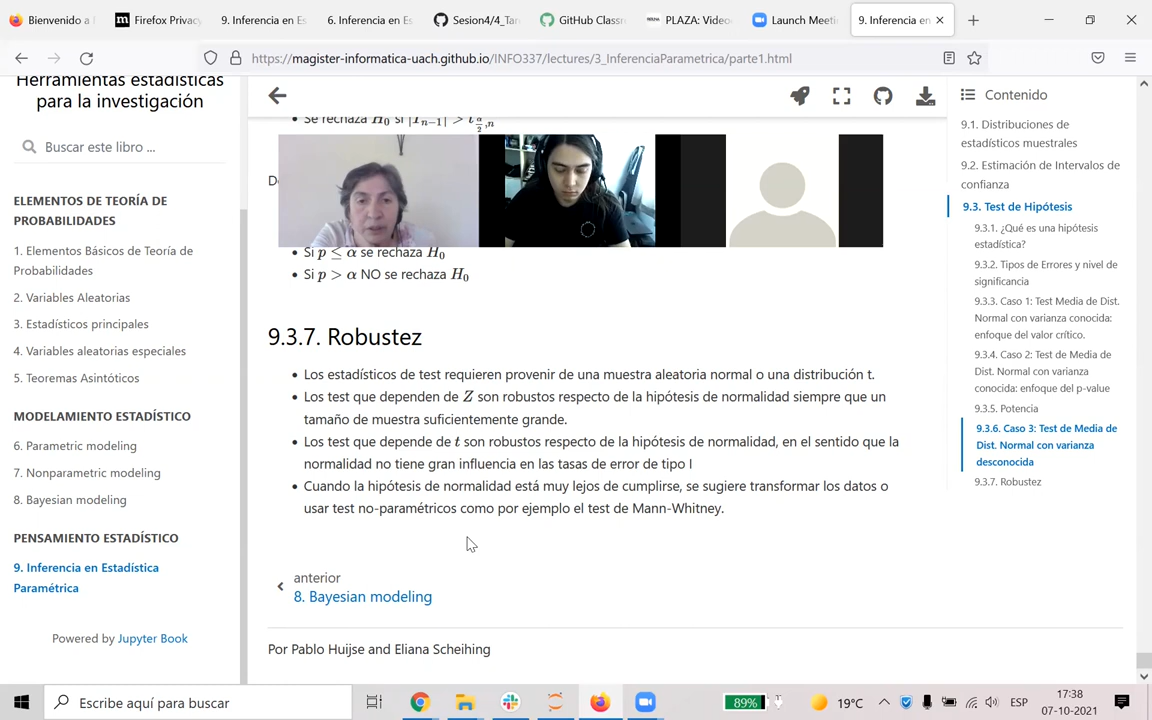 Bienvenido a
Firefox Privac
9. Inferencia en Es
6. Inferencia en Es
Sesion4/4_Tar
GitHub Classr
PLAZA: Video
Launch Meeti
9. Inferencia en
https://magister-informatica-uach.github.io/INFO337/lectures/3_InferenciaParametrica/parte1.html
Herramientas estadísticas
para la investigación
Buscar este libro ...
ELEMENTOS DE TEORÍA DE
PROBABILIDADES
1. Elementos Básicos de Teoría de
Probabilidades
2. Variables Aleatorias
3. Estadísticos principales
4. Variables aleatorias especiales
5. Teoremas Asintóticos
MODELAMIENTO ESTADÍSTICO
6. Parametric modeling
7. Nonparametric modeling
8. Bayesian modeling
PENSAMIENTO ESTADÍSTICO
9. Inferencia en Estadística
Paramétrica
Powered by Jupyter Book
• Se rechaza H₀ si |Tₙ₋₁| > t α/2,n
• Si p ≤ α se rechaza H₀
• Si p > α NO se rechaza H₀
9.3.7. Robustez
• Los estadísticos de test requieren provenir de una muestra aleatoria normal o una distribución t.
• Los test que dependen de Z son robustos respecto de la hipótesis de normalidad siempre que un
tamaño de muestra suficientemente grande.
• Los test que depende de t son robustos respecto de la hipótesis de normalidad, en el sentido que la
normalidad no tiene gran influencia en las tasas de error de tipo I
• Cuando la hipótesis de normalidad está muy lejos de cumplirse, se sugiere transformar los datos o
usar test no-paramétricos como por ejemplo el test de Mann-Whitney.
anterior
8. Bayesian modeling
Por Pablo Huijse and Eliana Scheihing
Contenido
9.1. Distribuciones de
estadísticos muestrales
9.2. Estimación de Intervalos de
confianza
9.3. Test de Hipótesis
9.3.1. ¿Qué es una hipótesis
estadística?
9.3.2. Tipos de Errores y nivel de
significancia
9.3.3. Caso 1: Test Media de Dist.
Normal con varianza conocida:
enfoque del valor crítico.
9.3.4. Caso 2: Test de Media de
Dist. Normal con varianza
conocida: enfoque del p-value
9.3.5. Potencia
9.3.6. Caso 3: Test de Media de
Dist. Normal con varianza
desconocida
9.3.7. Robustez
Escribe aquí para buscar
89%
19°C
ESP
17:38
07-10-2021